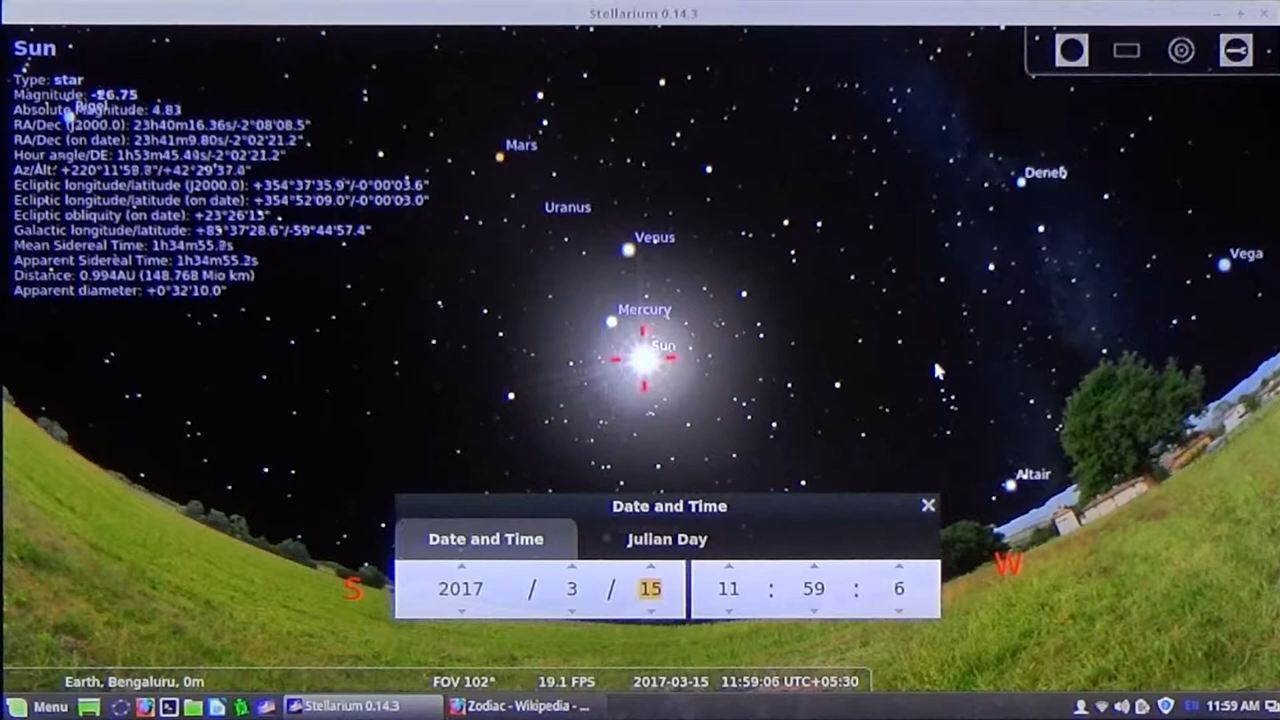 Stellarium 0.14.3
Sun
Type: star
Magnitude: -26.75
Rigel
Absolute Magnitude: 4.83
RA/Dec (J2000.0): 23h40m16.36s/-2°08'08.5"
RA/Dec (on date): 23h41m9.80s/-2°02'21.2"
Hour angle/DE: 1h53m45.4s/-2°02'21.2"
Az/Alt: +220°11'58.8"/+42°29'37.6"
Ecliptic longitude/latitude (J2000.0): +354°37'35.9"/-0°00'03.6"
Ecliptic longitude/latitude (on date): +354°52'09.0"/-0°00'03.0"
Ecliptic obliquity (on date): +23°26'13"
Galactic longitude/latitude: +85°37'28.6"/-59°44'57.4"
Mean Sidereal Time: 1h34m55.2s
Apparent Sidereal Time: 1h34m55.2s
Distance: 0.994AU (148.768 Mio km)
Apparent diameter: +0°32'10.0"
Mars
Deneb
Uranus
Venus
Vega
Mercury
Sun
Altair
Date and Time
Date and Time Julian Day
W
S
2017 / 3 / 15 11 : 59 : 6
Earth, Bengaluru, 0m FOV 102° 19.1 FPS 2017-03-15 11:59:06 UTC+05:30
Menu Stellarium 0.14.3 Zodiac - Wikipedia - ... EN 11:59 AM